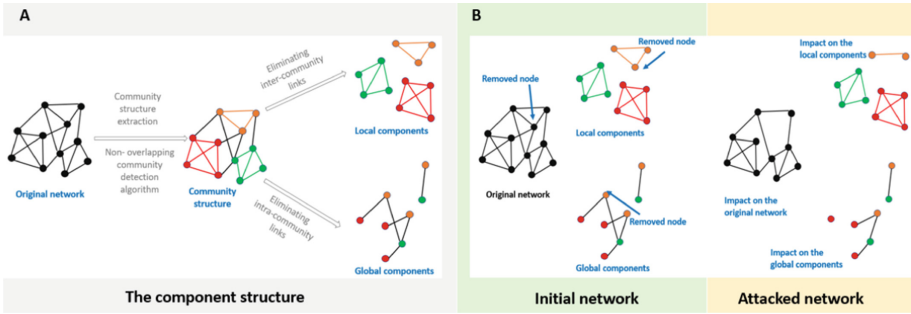 A
Community
structure
extraction
Non- overlapping
community
detection
algorithm
Original network
Community
structure
Eliminating
inter-community
links
Eliminating
intra-community
links
Local components
Global components
The component structure
B
Removed node
Removed node
Local components
Original network
Removed node
Global components
Initial network
Impact on the
local components
Impact on the
original network
Impact on the
global components
Attacked network